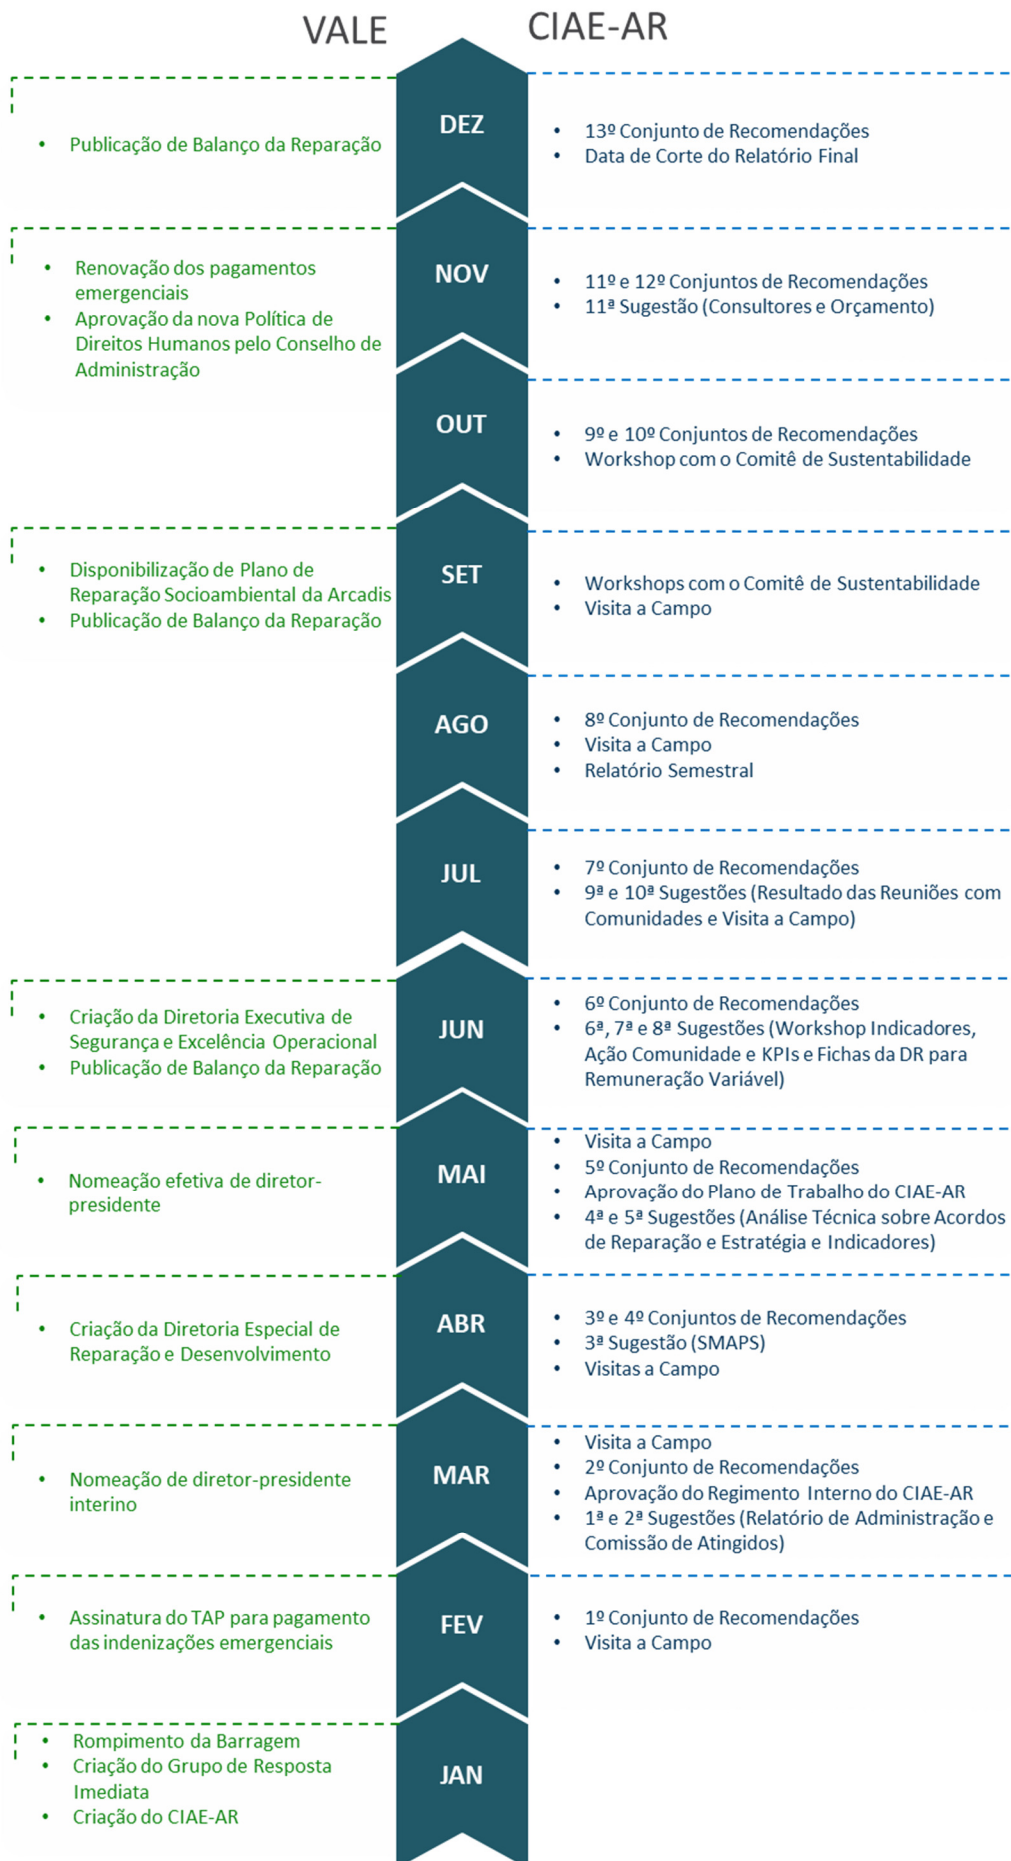 VALE
CIAE-AR
DEZ
• Publicação de Balanço da Reparação
• 13º Conjunto de Recomendações
• Data de Corte do Relatório Final
NOV
• Renovação dos pagamentos
emergenciais
• Aprovação da nova Política de
Direitos Humanos pelo Conselho de
Administração
• 11º e 12º Conjuntos de Recomendações
• 11ª Sugestão (Consultores e Orçamento)
OUT
• 9º e 10º Conjuntos de Recomendações
• Workshop com o Comitê de Sustentabilidade
SET
• Disponibilização de Plano de
Reparação Socioambiental da Arcadis
• Publicação de Balanço da Reparação
• Workshops com o Comitê de Sustentabilidade
• Visita a Campo
AGO
• 8º Conjunto de Recomendações
• Visita a Campo
• Relatório Semestral
JUL
• 7º Conjunto de Recomendações
• 9ª e 10ª Sugestões (Resultado das Reuniões com
Comunidades e Visita a Campo)
JUN
• Criação da Diretoria Executiva de
Segurança e Excelência Operacional
• Publicação de Balanço da Reparação
• 6º Conjunto de Recomendações
• 6ª, 7ª e 8ª Sugestões (Workshop Indicadores,
Ação Comunidade e KPIs e Fichas da DR para
Remuneração Variável)
MAI
• Nomeação efetiva de diretor-
presidente
• Visita a Campo
• 5º Conjunto de Recomendações
• Aprovação do Plano de Trabalho do CIAE-AR
• 4ª e 5ª Sugestões (Análise Técnica sobre Acordos
de Reparação e Estratégia e Indicadores)
ABR
• Criação da Diretoria Especial de
Reparação e Desenvolvimento
• 3º e 4º Conjuntos de Recomendações
• 3ª Sugestão (SMAPS)
• Visitas a Campo
MAR
• Nomeação de diretor-presidente
interino
• Visita a Campo
• 2º Conjunto de Recomendações
• Aprovação do Regimento Interno do CIAE-AR
• 1ª e 2ª Sugestões (Relatório de Administração e
Comissão de Atingidos)
FEV
• Assinatura do TAP para pagamento
das indenizações emergenciais
• 1º Conjunto de Recomendações
• Visita a Campo
JAN
• Rompimento da Barragem
• Criação do Grupo de Resposta
Imediata
• Criação do CIAE-AR